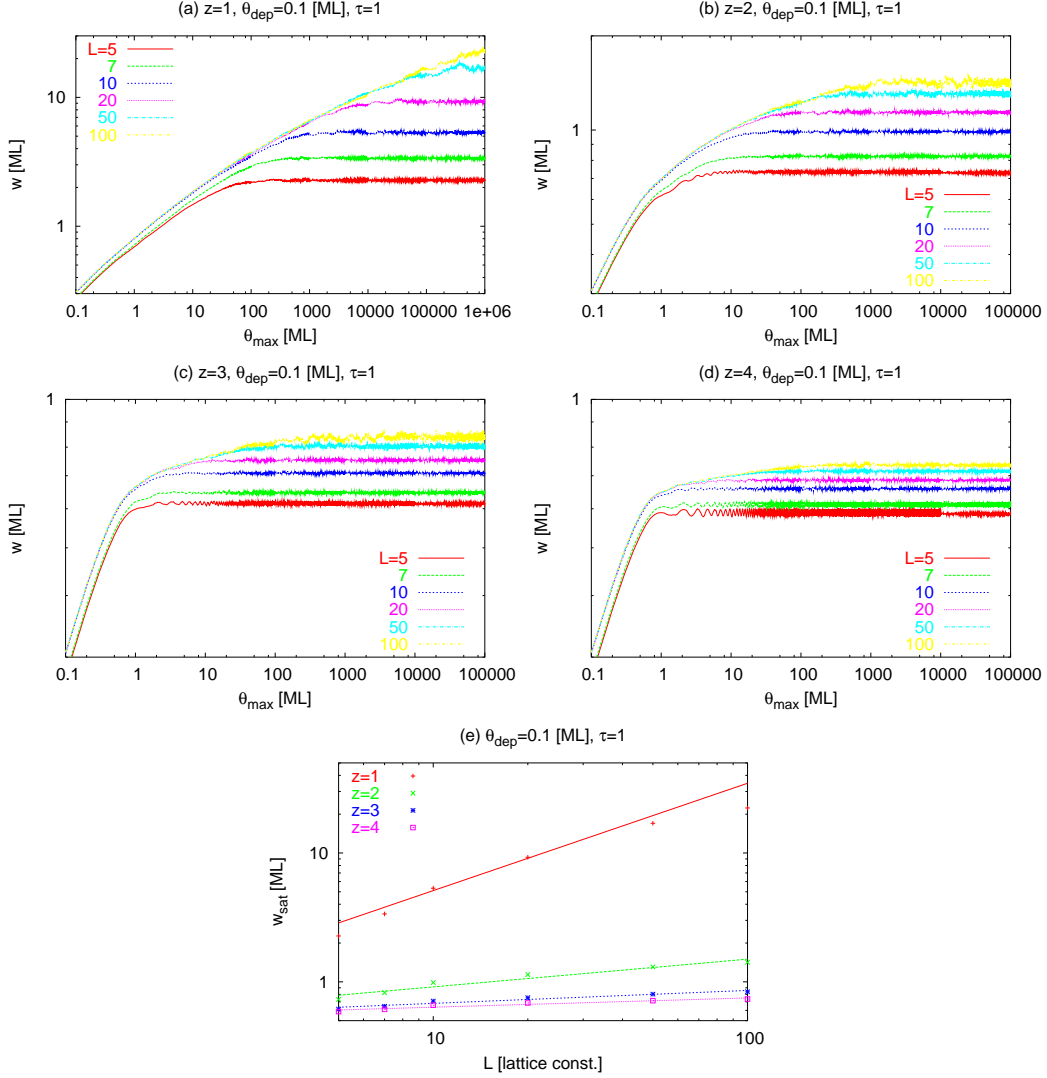 (a) z=1, θdep=0.1 [ML], τ=1
w [ML]
10
1
L=5
7
10
20
50
100
0.1 1 10 100 1000 10000 100000 1e+06
θmax [ML]
(b) z=2, θdep=0.1 [ML], τ=1
w [ML]
1
L=5
7
10
20
50
100
0.1 1 10 100 1000 10000 100000
θmax [ML]
(c) z=3, θdep=0.1 [ML], τ=1
w [ML]
1
L=5
7
10
20
50
100
0.1 1 10 100 1000 10000 100000
θmax [ML]
(d) z=4, θdep=0.1 [ML], τ=1
w [ML]
1
L=5
7
10
20
50
100
0.1 1 10 100 1000 10000 100000
θmax [ML]
(e) θdep=0.1 [ML], τ=1
wsat [ML]
10
1
z=1
z=2
z=3
z=4
10 100
L [lattice const.]